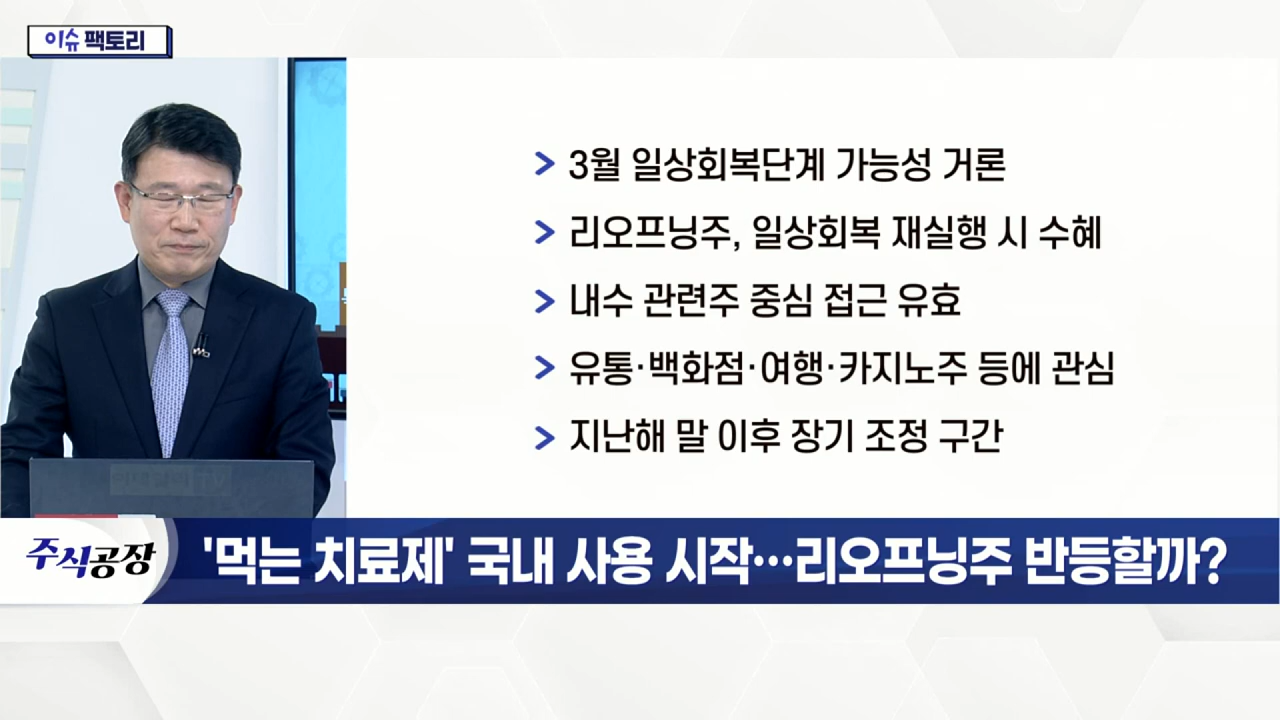 이슈 팩토리
> 3월 일상회복단계 가능성 거론
> 리오프닝주, 일상회복 재실행 시 수혜
> 내수 관련주 중심 접근 유효
> 유통·백화점·여행·카지노주 등에 관심
> 지난해 말 이후 장기 조정 구간
주식공장
'먹는 치료제' 국내 사용 시작…리오프닝주 반등할까?